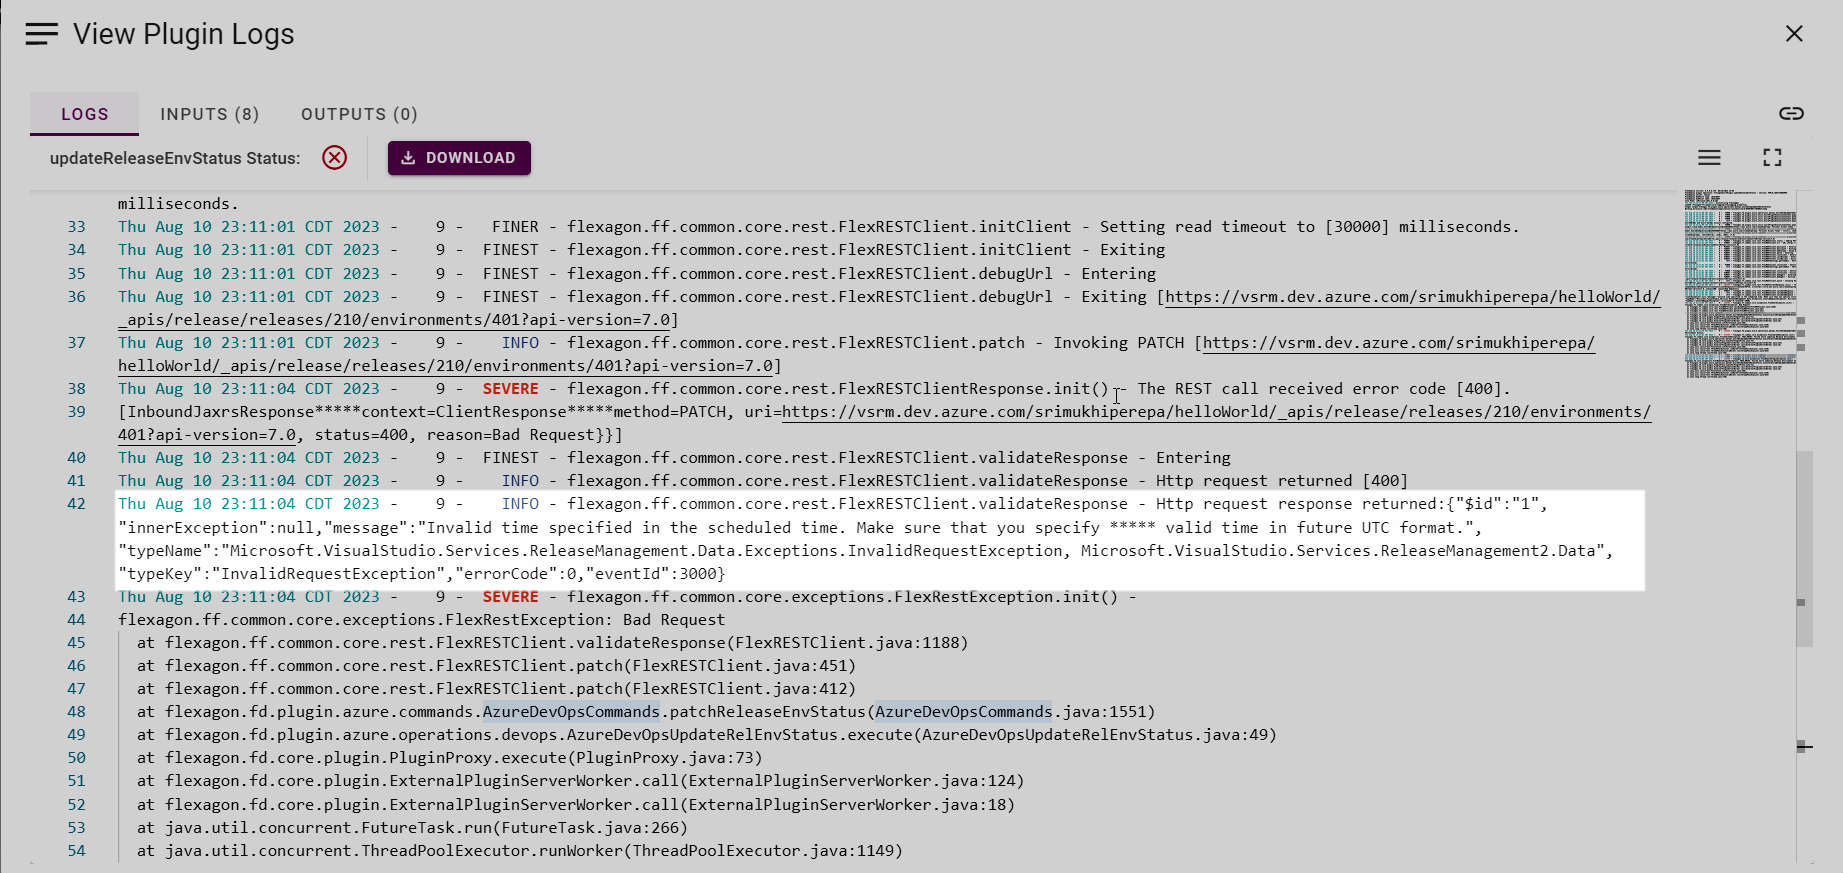 View Plugin Logs
LOGS
INPUTS (8)
OUTPUTS (0)
updateReleaseEnvStatus Status:
DOWNLOAD
milliseconds.
33 Thu Aug 10 23:11:01 CDT 2023 - 9 - FINER - flexagon.ff.common.core.rest.FlexRESTClient.initClient - Setting read timeout to [30000] milliseconds.
34 Thu Aug 10 23:11:01 CDT 2023 - 9 - FINEST - flexagon.ff.common.core.rest.FlexRESTClient.initClient - Exiting
35 Thu Aug 10 23:11:01 CDT 2023 - 9 - FINEST - flexagon.ff.common.core.rest.FlexRESTClient.debugUrl - Entering
36 Thu Aug 10 23:11:01 CDT 2023 - 9 - FINEST - flexagon.ff.common.core.rest.FlexRESTClient.debugUrl - Exiting [https://vsrm.dev.azure.com/srimukhiperepa/helloWorld/
_apis/release/releases/210/environments/401?api-version=7.0]
37 Thu Aug 10 23:11:01 CDT 2023 - 9 - INFO - flexagon.ff.common.core.rest.FlexRESTClient.patch - Invoking PATCH [https://vsrm.dev.azure.com/srimukhiperepa/
helloWorld/_apis/release/releases/210/environments/401?api-version=7.0]
38 Thu Aug 10 23:11:04 CDT 2023 - 9 - SEVERE - flexagon.ff.common.core.rest.FlexRESTClientResponse.init() - The REST call received error code [400].
39 [InboundJaxrsResponse*****context=ClientResponse*****method=PATCH, uri=https://vsrm.dev.azure.com/srimukhiperepa/helloWorld/_apis/release/releases/210/environments/
401?api-version=7.0, status=400, reason=Bad Request}}]
40 Thu Aug 10 23:11:04 CDT 2023 - 9 - FINEST - flexagon.ff.common.core.rest.FlexRESTClient.validateResponse - Entering
41 Thu Aug 10 23:11:04 CDT 2023 - 9 - INFO - flexagon.ff.common.core.rest.FlexRESTClient.validateResponse - Http request returned [400]
42 Thu Aug 10 23:11:04 CDT 2023 - 9 - INFO - flexagon.ff.common.core.rest.FlexRESTClient.validateResponse - Http request response returned:{"$id":"1",
"innerException":null,"message":"Invalid time specified in the scheduled time. Make sure that you specify ***** valid time in future UTC format.",
"typeName":"Microsoft.VisualStudio.Services.ReleaseManagement.Data.Exceptions.InvalidRequestException, Microsoft.VisualStudio.Services.ReleaseManagement2.Data",
"typeKey":"InvalidRequestException","errorCode":0,"eventId":3000}
43 Thu Aug 10 23:11:04 CDT 2023 - 9 - SEVERE - flexagon.ff.common.core.exceptions.FlexRestException.init() -
44 flexagon.ff.common.core.exceptions.FlexRestException: Bad Request
45 at flexagon.ff.common.core.rest.FlexRESTClient.validateResponse(FlexRESTClient.java:1188)
46 at flexagon.ff.common.core.rest.FlexRESTClient.patch(FlexRESTClient.java:451)
47 at flexagon.ff.common.core.rest.FlexRESTClient.patch(FlexRESTClient.java:412)
48 at flexagon.fd.plugin.azure.commands.AzureDevOpsCommands.patchReleaseEnvStatus(AzureDevOpsCommands.java:1551)
49 at flexagon.fd.plugin.azure.operations.devops.AzureDevOpsUpdateRelEnvStatus.execute(AzureDevOpsUpdateRelEnvStatus.java:49)
50 at flexagon.fd.core.plugin.PluginProxy.execute(PluginProxy.java:73)
51 at flexagon.fd.core.plugin.ExternalPluginServerWorker.call(ExternalPluginServerWorker.java:124)
52 at flexagon.fd.core.plugin.ExternalPluginServerWorker.call(ExternalPluginServerWorker.java:18)
53 at java.util.concurrent.FutureTask.run(FutureTask.java:266)
54 at java.util.concurrent.ThreadPoolExecutor.runWorker(ThreadPoolExecutor.java:1149)